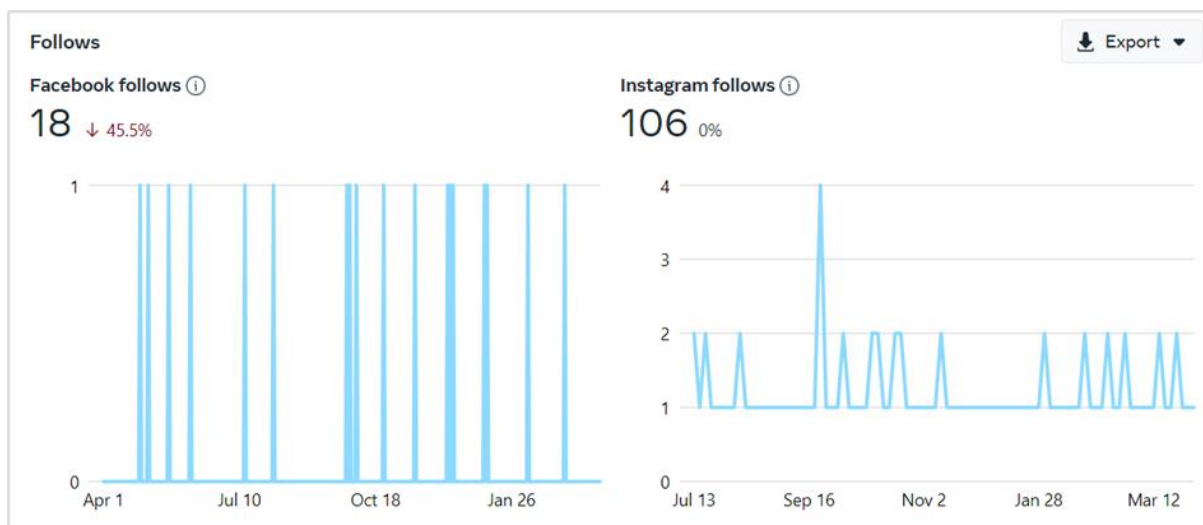 Follows
Export
Facebook follows
18 ↓ 45.5%
1
0
Apr 1 Jul 10 Oct 18 Jan 26
Instagram follows
106 0%
4
3
2
1
0
Jul 13 Sep 16 Nov 2 Jan 28 Mar 12